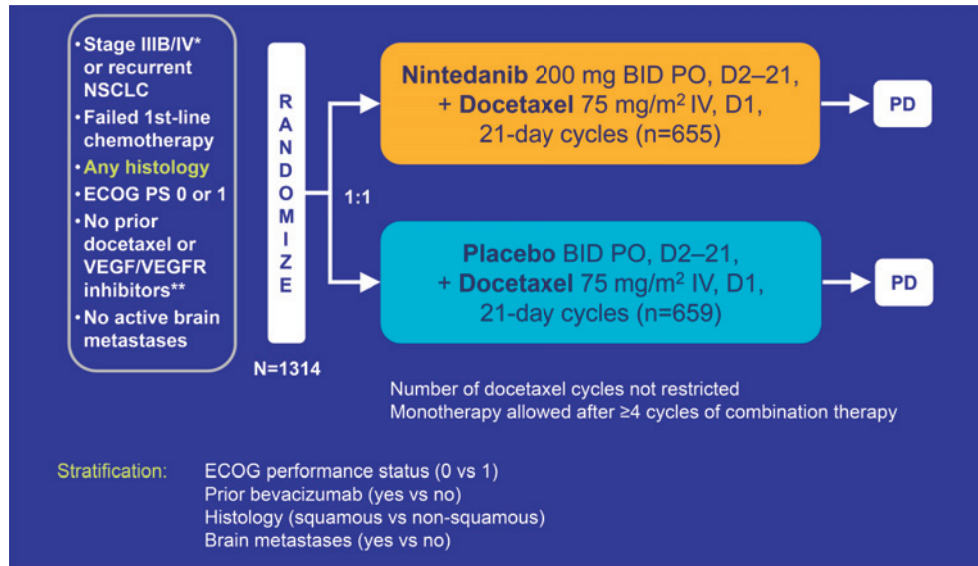 • Stage IIIB/IV*
or recurrent
NSCLC
• Failed 1st-line
chemotherapy
• Any histology
• ECOG PS 0 or 1
• No prior
docetaxel or
VEGF/VEGFR
inhibitors**
• No active brain
metastases
RANDOMIZE
N=1314
1:1
Nintedanib 200 mg BID PO, D2–21,
+ Docetaxel 75 mg/m² IV, D1,
21-day cycles (n=655)
PD
Placebo BID PO, D2–21,
+ Docetaxel 75 mg/m² IV, D1,
21-day cycles (n=659)
PD
Number of docetaxel cycles not restricted
Monotherapy allowed after ≥4 cycles of combination therapy
Stratification: ECOG performance status (0 vs 1)
Prior bevacizumab (yes vs no)
Histology (squamous vs non-squamous)
Brain metastases (yes vs no)